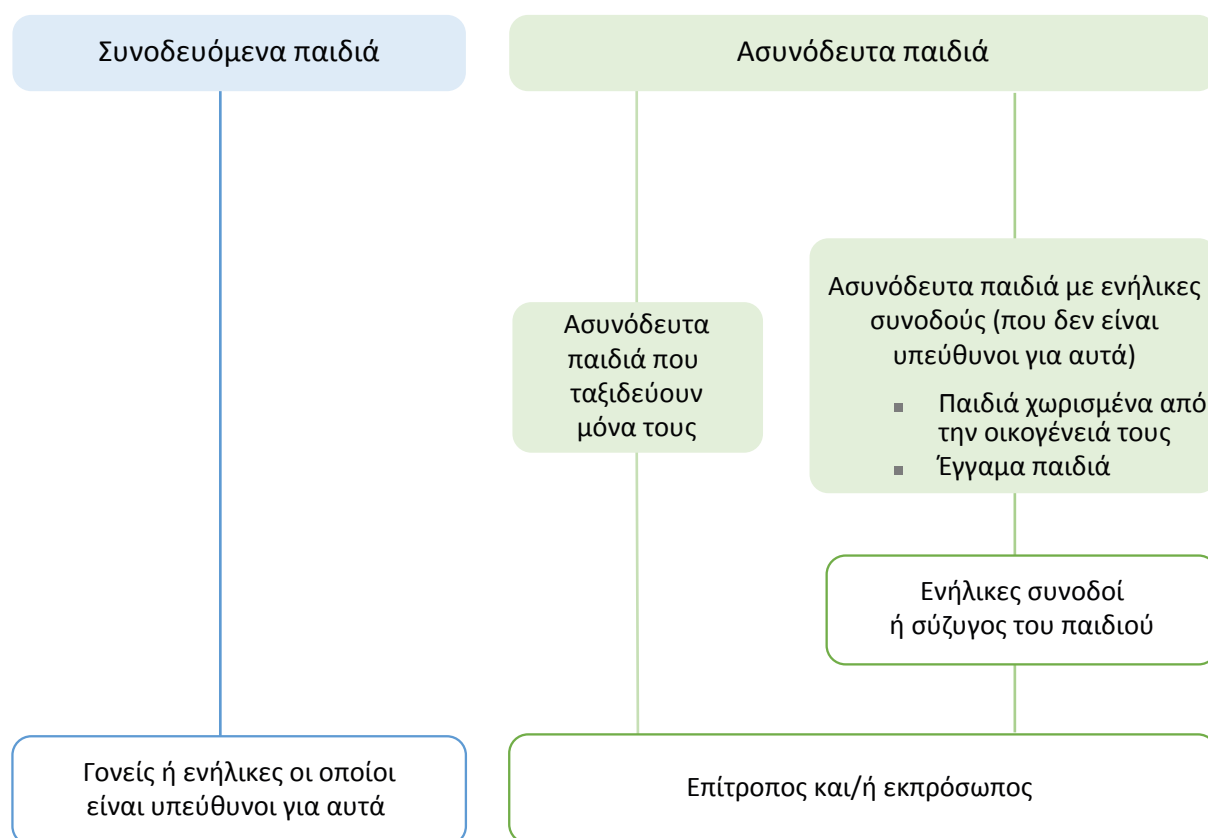 Συνοδευόμενα παιδιά
Ασυνόδευτα παιδιά
Ασυνόδευτα
παιδιά που
ταξιδεύουν
μόνα τους
Ασυνόδευτα παιδιά με ενήλικες
συνοδούς (που δεν είναι
υπεύθυνοι για αυτά)
▪ Παιδιά χωρισμένα από
την οικογένειά τους
▪ Έγγαμα παιδιά
Ενήλικες συνοδοί
ή σύζυγος του παιδιού
Γονείς ή ενήλικες οι οποίοι
είναι υπεύθυνοι για αυτά
Επίτροπος και/ή εκπρόσωπος